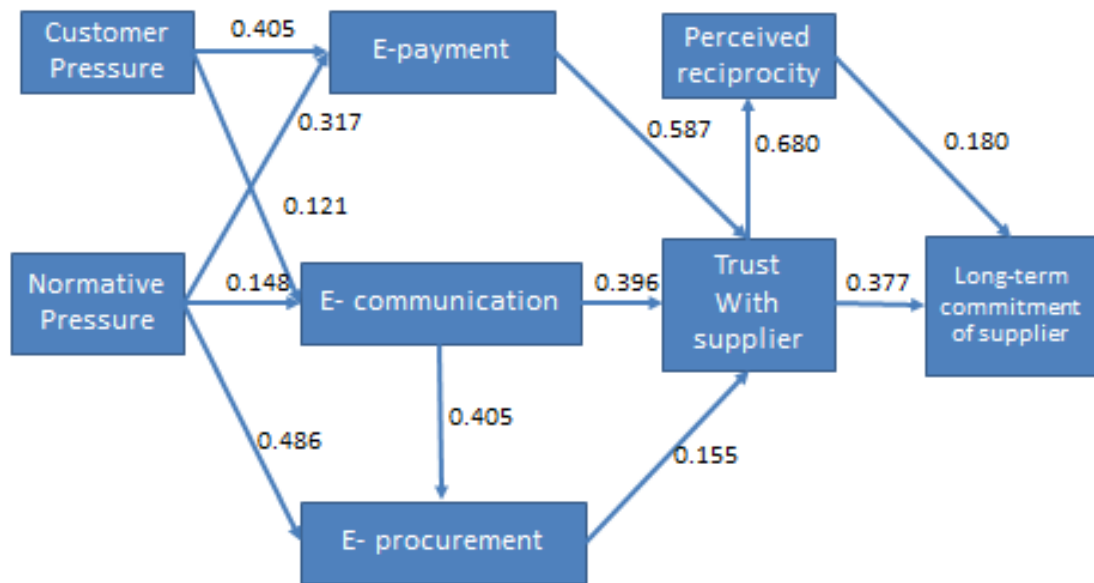 Customer
Pressure
0.405
E-payment
Perceived
reciprocity
0.317
0.587
0.680
0.180
0.121
Normative
Pressure
0.148
E- communication
0.396
Trust
With
supplier
0.377
Long-term
commitment
of supplier
0.405
0.486
0.155
E- procurement